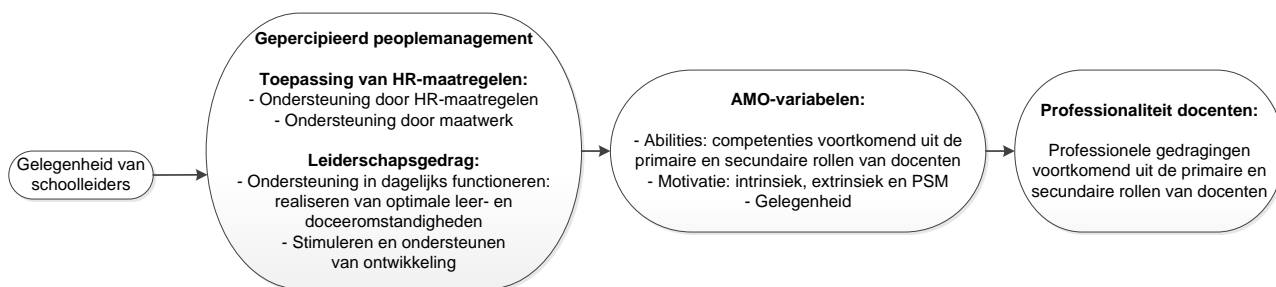 Gelegenheid van
schoolleiders
Gepercipieerd peoplemanagement
Toepassing van HR-maatregelen:
- Ondersteuning door HR-maatregelen
- Ondersteuning door maatwerk
Leiderschapsgedrag:
- Ondersteuning in dagelijks functioneren:
realiseren van optimale leer- en
doceeromstandigheden
- Stimuleren en ondersteunen
van ontwikkeling
AMO-variabelen:
- Abilities: competenties voortkomend uit de
primaire en secundaire rollen van docenten
- Motivatie: intrinsiek, extrinsiek en PSM
- Gelegenheid
Professionaliteit docenten:
Professionele gedragingen
voortkomend uit de primaire en
secundaire rollen van docenten